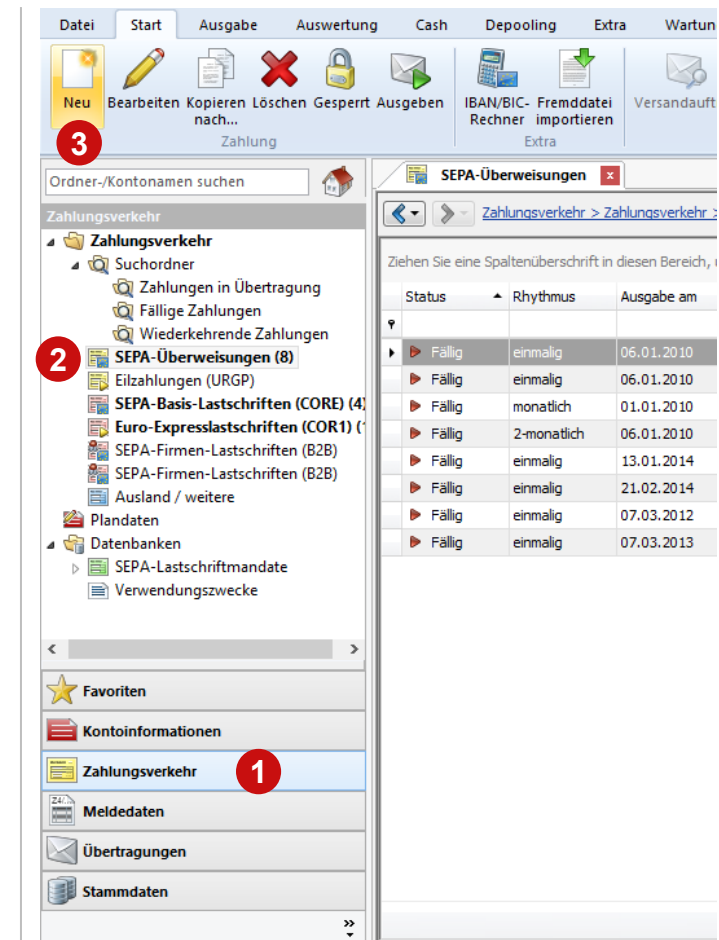 Datei Start Ausgabe Auswertung Cash Depooling Extra
Neu Bearbeiten Kopieren Löschen Gesperrt Ausgeben IBAN/BIC- Fremddatei
nach... Rechner importieren
3
Zahlung Extra
Ordner-/Kontonamen suchen
SEPA-Überweisungen x
Zahlungsverkehr
Zahlungsverkehr > Zahlungsverkehr >
Zahlungsverkehr
Suchordner
Zahlungen in Übertragung
Fällige Zahlungen
Wiederkehrende Zahlungen
2
SEPA-Überweisungen (8)
Eilzahlungen (URGP)
SEPA-Basis-Lastschriften (CORE) (4)
Euro-Expresslastschriften (COR1) (
SEPA-Firmen-Lastschriften (B2B)
SEPA-Firmen-Lastschriften (B2B)
Ausland / weitere
Plandaten
Datenbanken
SEPA-Lastschriftmandate
Verwendungszwecke
Ziehen Sie eine Spaltenüberschrift in diesen Bereich,
Status Rhythmus Ausgabe am
Fällig einmalig 06.01.2010
Fällig einmalig 06.01.2010
Fällig monatlich 01.01.2010
Fällig 2-monatlich 06.01.2010
Fällig einmalig 13.01.2014
Fällig einmalig 21.02.2014
Fällig einmalig 07.03.2012
Fällig einmalig 07.03.2013
Favoriten
Kontoinformationen
Zahlungsverkehr 1
Meldedaten
Übertragungen
Stammdaten